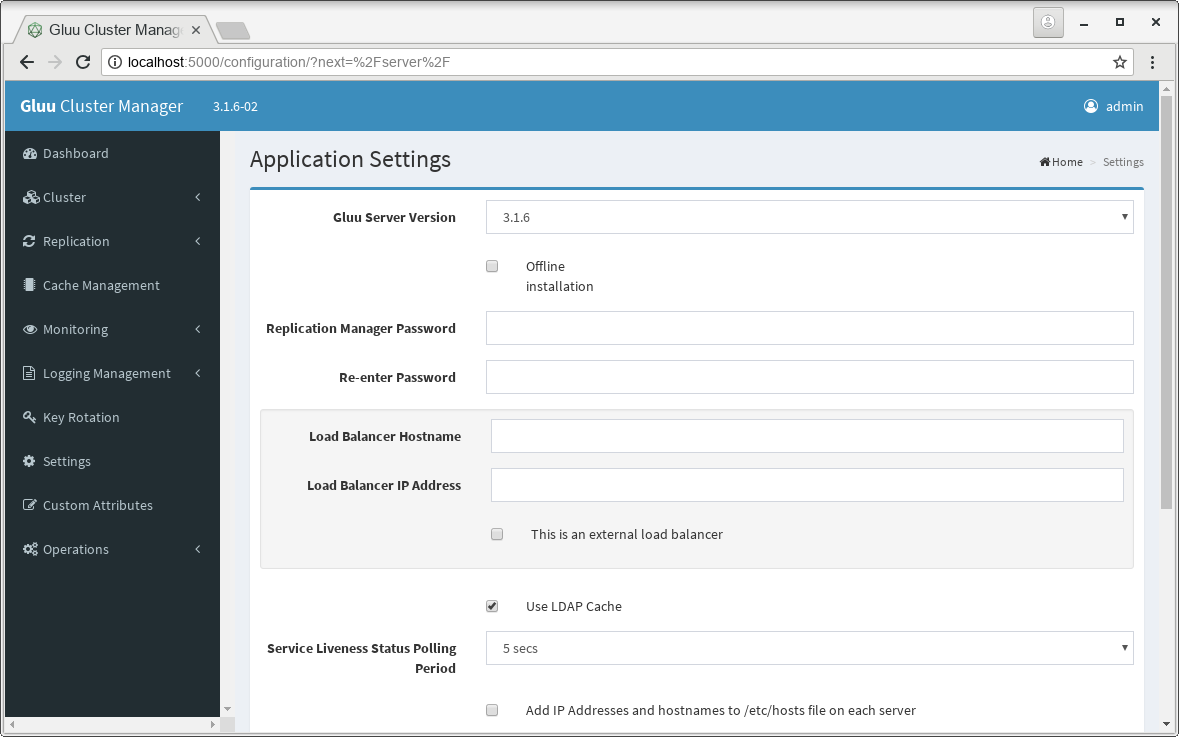 Gluu Cluster Manag
localhost:5000/configuration/?next=%2Fserver%2F
Gluu Cluster Manager 3.1.6-02 admin
Dashboard
Cluster
Replication
Cache Management
Monitoring
Logging Management
Key Rotation
Settings
Custom Attributes
Operations
Application Settings
Home > Settings
Gluu Server Version 3.1.6
Offline
installation
Replication Manager Password
Re-enter Password
Load Balancer Hostname
Load Balancer IP Address
This is an external load balancer
Use LDAP Cache
Service Liveness Status Polling
Period
5 secs
Add IP Addresses and hostnames to /etc/hosts file on each server